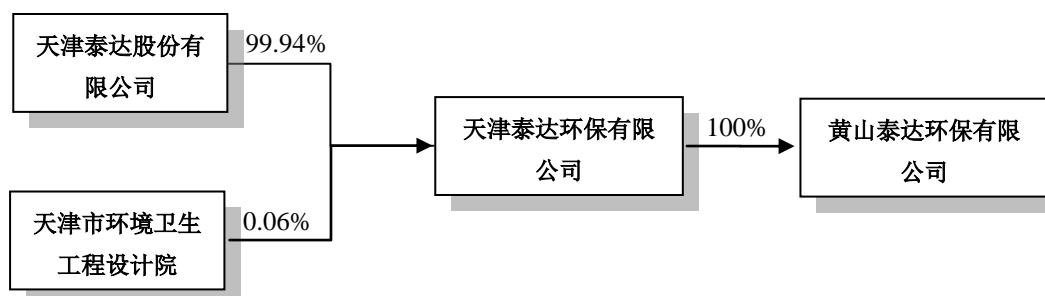 天津泰达股份有
限公司
99.94%
天津市环境卫生
工程设计院
0.06%
天津泰达环保有限
公司
100%
黄山泰达环保有限
公司